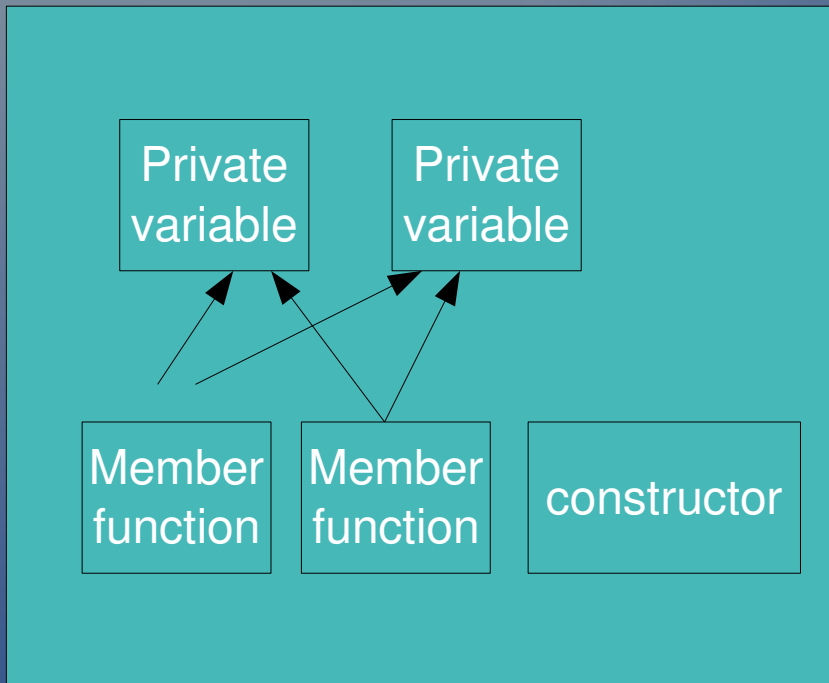 Private
variable
Private
variable
Member
function
Member
function
constructor